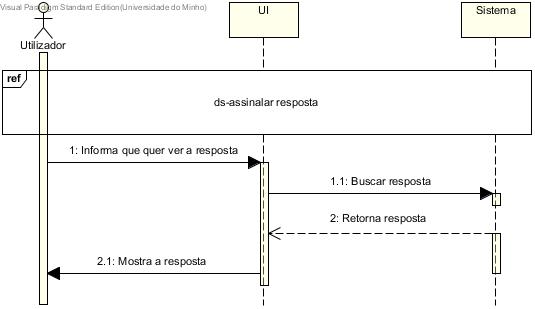 Visual Paradigm Standard Edition(Universidade do Minho)
UI
Sistema
Utilizador
ref
ds-assinalar resposta
1: Informa que quer ver a resposta
1.1: Buscar resposta
2: Retorna resposta
2.1: Mostra a resposta